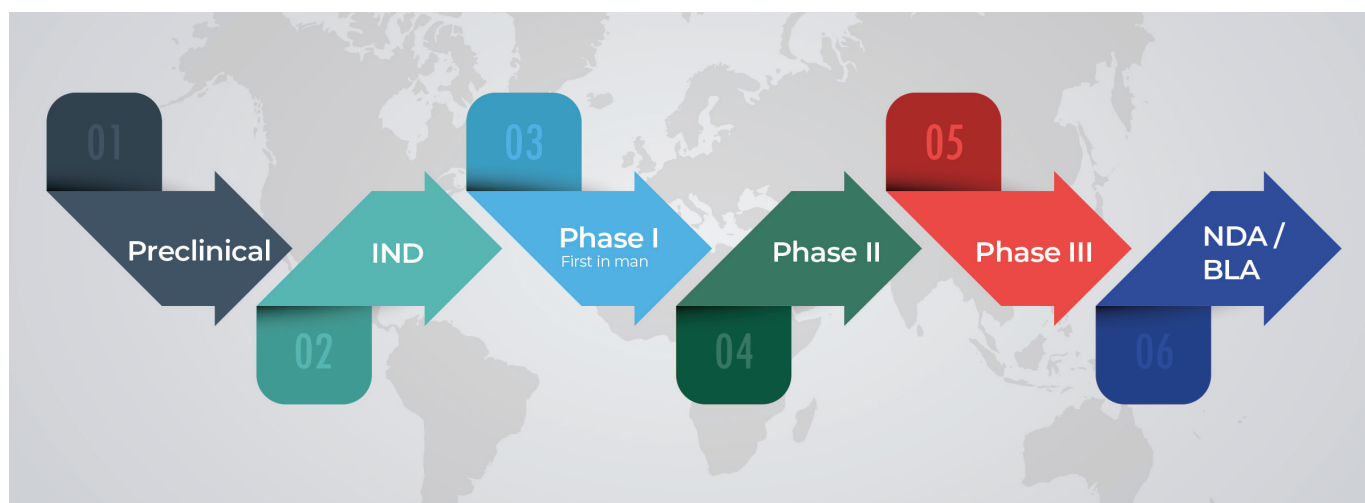 01
Preclinical
02
IND
03
Phase I
First in man
04
Phase II
05
Phase III
06
NDA /
BLA